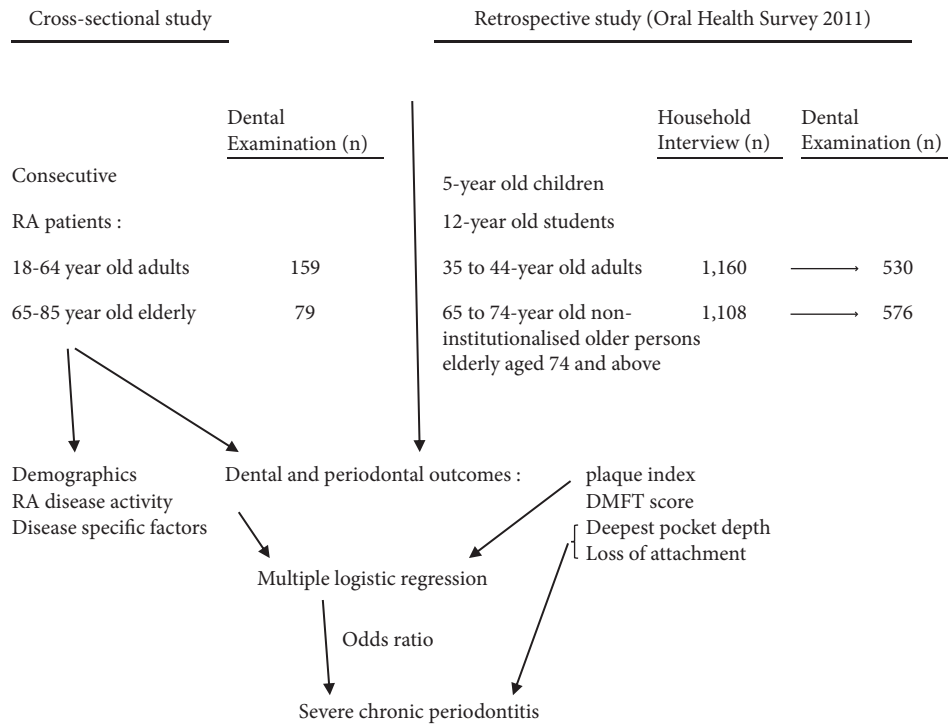 Cross-sectional study
Retrospective study (Oral Health Survey 2011)
Dental
Examination (n)
Household
Interview (n)
Dental
Examination (n)
Consecutive
RA patients :
18-64 year old adults 159
65-85 year old elderly 79
5-year old children
12-year old students
35 to 44-year old adults 1,160 530
65 to 74-year old non- 1,108 576
institutionalised older persons
elderly aged 74 and above
Demographics
RA disease activity
Disease specific factors
Dental and periodontal outcomes :
plaque index
DMFT score
Deepest pocket depth
Loss of attachment
Multiple logistic regression
Odds ratio
Severe chronic periodontitis